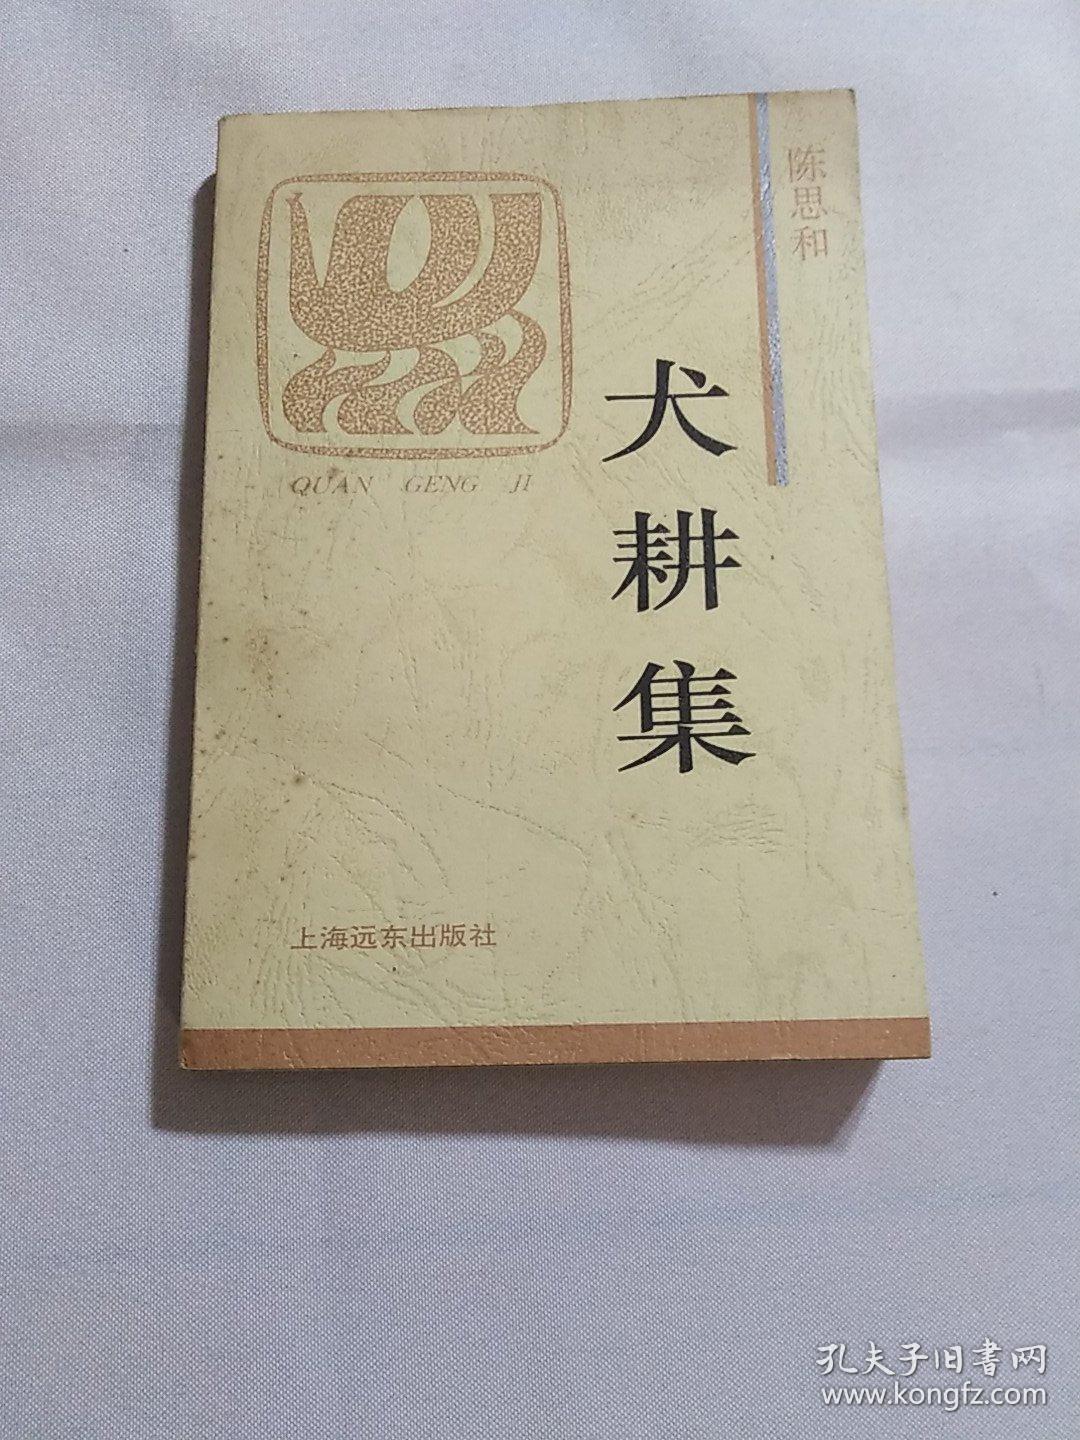 陈思和
犬耕集
QUAN GENG JI
上海远东出版社
孔夫子旧书网
www.kongfz.com